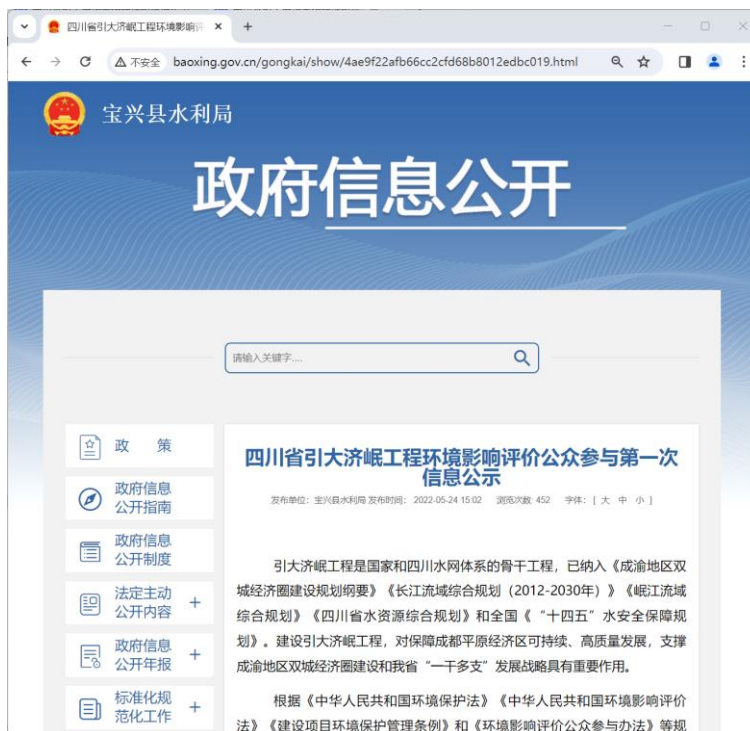 四川省引大济岷工程环境影响评
不安全 baoxing.gov.cn/gongkai/show/4ae9f22afb66cc2cfd68b8012edbc019.html
宝兴县水利局
政府信息公开
请输入关键字....
政 策
政府信息
公开指南
政府信息
公开制度
法定主动
公开内容 +
政府信息
公开年报 +
标准化规
范化工作 +
四川省引大济岷工程环境影响评价公众参与第一次
信息公示
发布单位：宝兴县水利局 发布时间： 2022-05-24 15:02 浏览次数 452 字体：[ 大 中 小 ]
引大济岷工程是国家和四川水网体系的骨干工程，已纳入《成渝地区双
城经济圈建设规划纲要》《长江流域综合规划（2012-2030年）》《岷江流域
综合规划》《四川省水资源综合规划》和全国《“十四五”水安全保障规
划》。建设引大济岷工程，对保障成都平原经济区可持续、高质量发展，支撑
成渝地区双城经济圈建设和我省“一干多支”发展战略具有重要作用。
根据《中华人民共和国环境保护法》《中华人民共和国环境影响评价
法》《建设项目环境保护管理条例》和《环境影响评价公众参与办法》等规